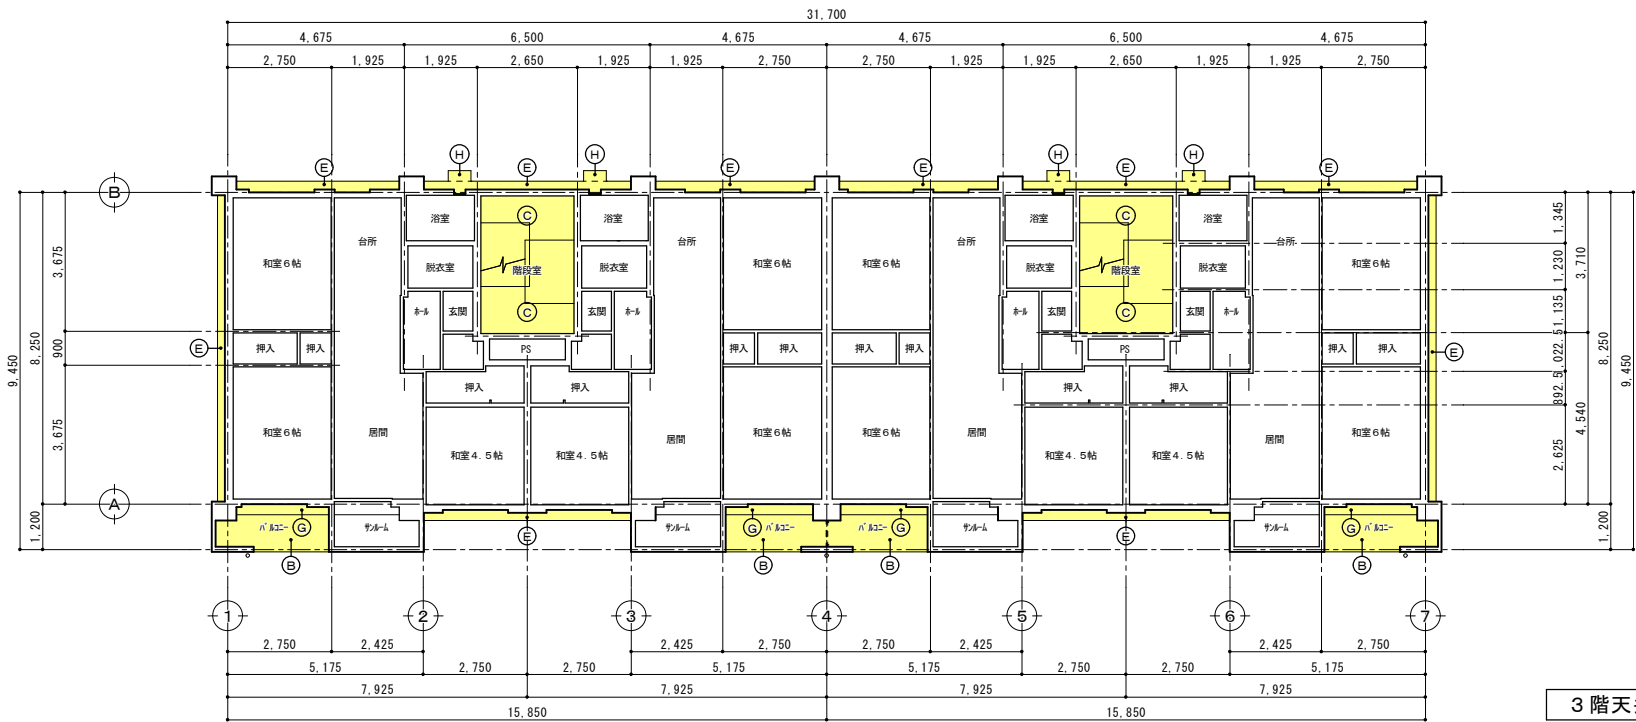 31,700
4,675 6,500 4,675 4,675 6,500 4,675
2,750 1,925 1,925 2,650 1,925 1,925 2,750 2,750 1,925 1,925 2,650 1,925 1,925 2,750
H H H H
E E E E E E
B
浴室 C 浴室 浴室 C 浴室
台所 台所 台所 台所
和室6帖 脱衣室 階段室 脱衣室 和室6帖 和室6帖 脱衣室 階段室 脱衣室 和室6帖
ホール 玄関 C 玄関 ホール ホール 玄関 C 玄関 ホール
E 押入 押入 PS 押入 押入 押入 押入 PS 押入 押入 E
押入 押入 押入 押入
和室6帖 居間 居間 和室6帖 和室6帖 居間 居間 和室6帖
和室4.5帖 和室4.5帖 和室4.5帖 和室4.5帖
A
バルコニー G サンルーム サンルーム G バルコニー バルコニー G サンルーム サンルーム G バルコニー
E E
B B B B
1 2 3 4 5 6 7
2,750 2,425 2,425 2,750 2,750 2,425 2,425 2,750
5,175 2,750 2,750 5,175 5,175 2,750 2,750 5,175
7,925 7,925 7,925 7,925
15,850 15,850
9,450
8,250
1,200
3,675
900
3,675
1,345
1,230
1,135
1,022.5
892.5
2,625
3,710
4,540
8,250
1,200
9,450
3階天